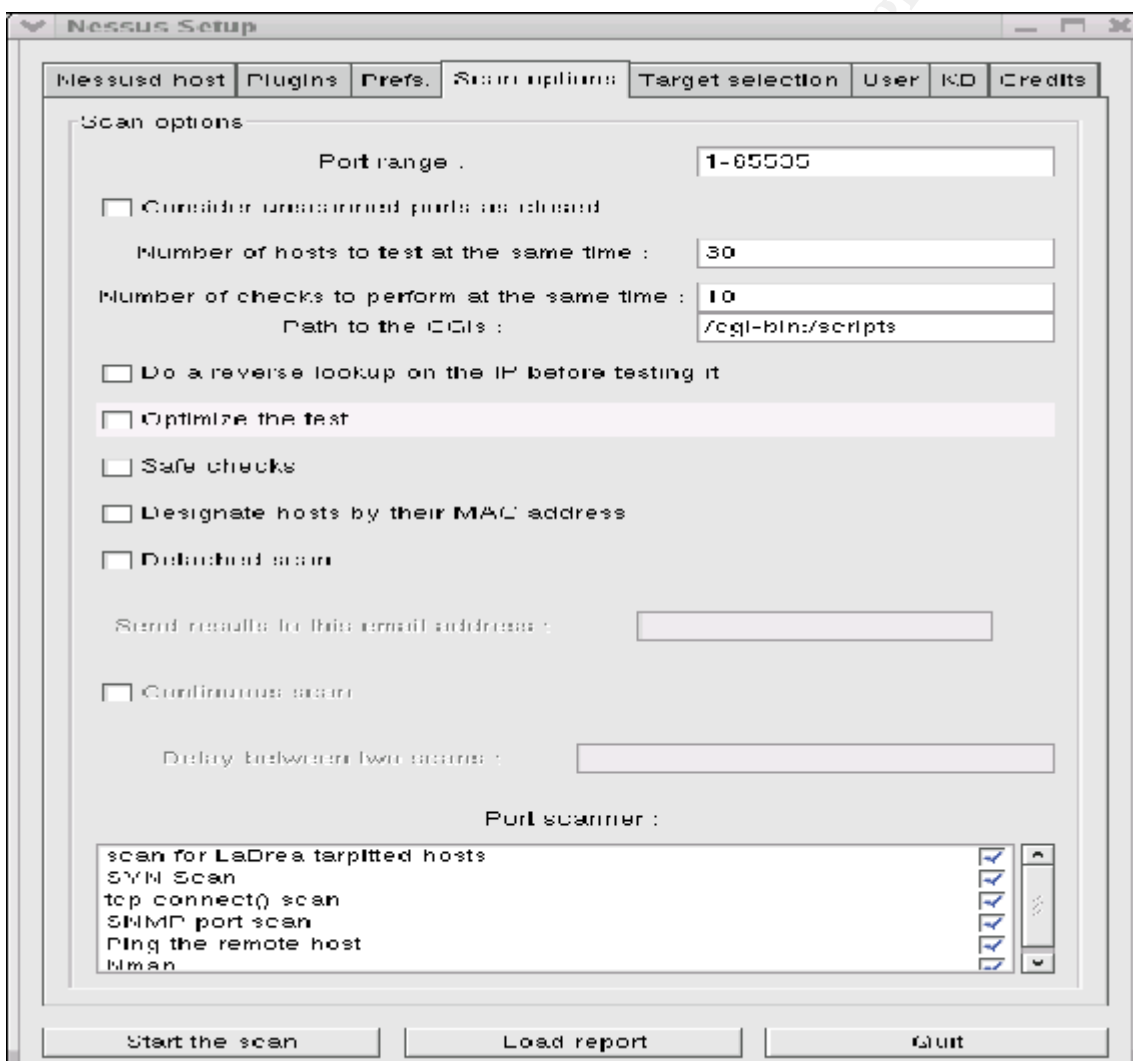 Nessus Setup
Nessusd host Plugins Prefs. Scan options Target selection User KB Credits
Scan options
Port range : 1-65535
Consider unscanned ports as closed
Number of hosts to test at the same time : 30
Number of checks to perform at the same time : 10
Path to the CGIs : /cgi-bin:/scripts
Do a reverse lookup on the IP before testing it
Optimize the test
Safe checks
Designate hosts by their MAC address
Detached scan
Send results to this email address :
Continuous scan
Delay between two scans :
Port scanner :
scan for LaBrea tarpitted hosts
SYN Scan
tcp connect() scan
SNMP port scan
Ping the remote host
Nmap
Start the scan Load report Quit